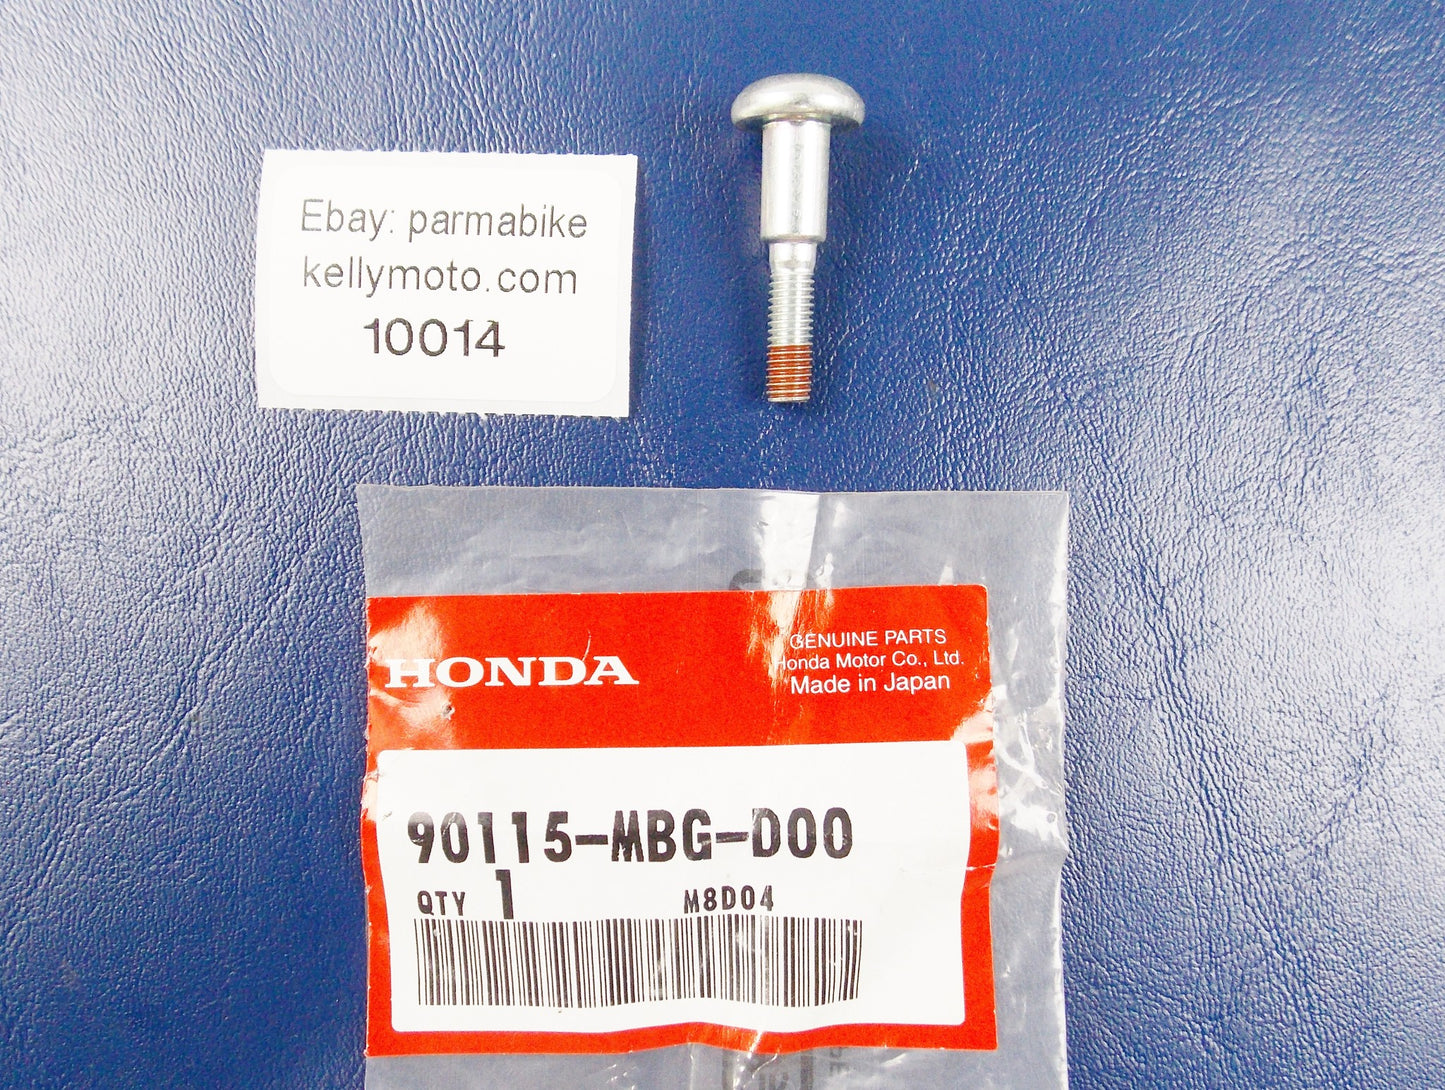 Ebay: parmabike
kellymoto.com
10014
HONDA
GENUINE PARTS
Honda Motor Co., Ltd.
Made in Japan
90115-MBG-D00
QTY 1 M8D04